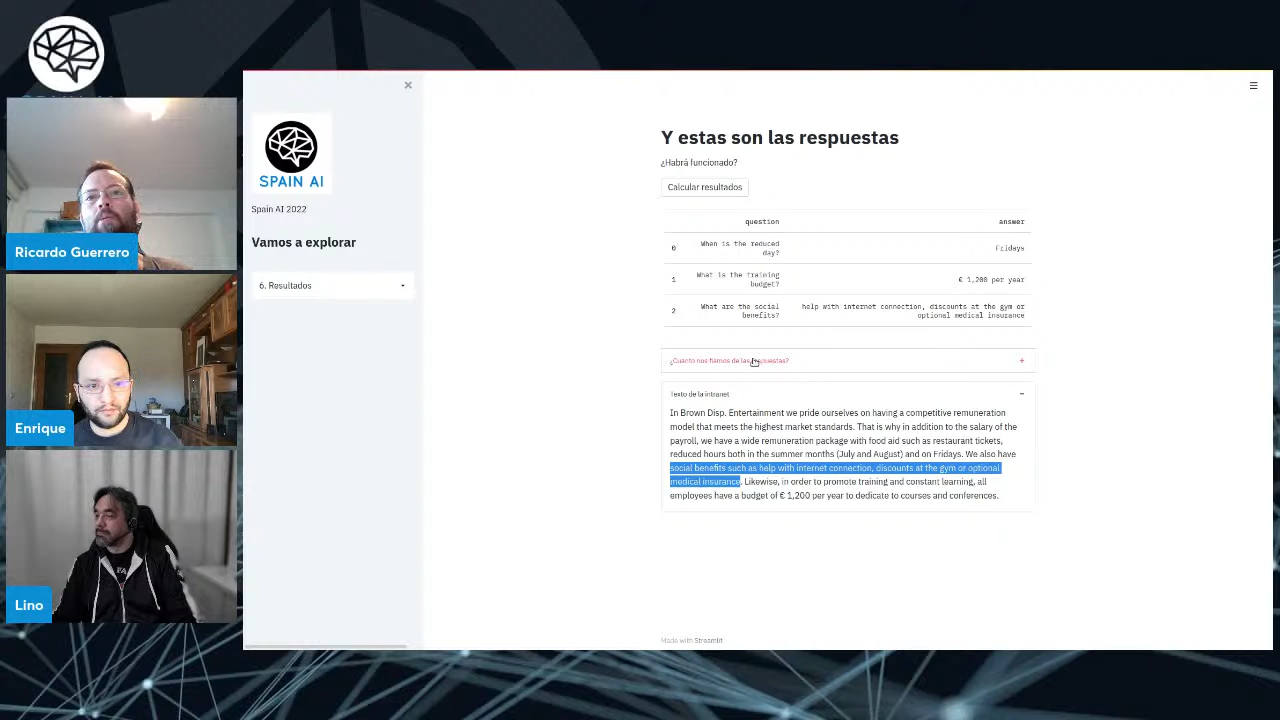 Ricardo Guerrero
Enrique
Lino
SPAIN AI
Spain AI 2022
Vamos a explorar
6. Resultados
Y estas son las respuestas
¿Habrá funcionado?
Calcular resultados
question answer
0 When is the reduced day? Fridays
1 What is the training budget? € 1,200 per year
2 What are the social benefits? help with internet connection, discounts at the gym or optional medical insurance
¿Cuanto nos fiamos de las respuestas?
Texto de la intranet
In Brown Disp. Entertainment we pride ourselves on having a competitive remuneration
model that meets the highest market standards. That is why in addition to the salary of the
payroll, we have a wide remuneration package with food aid such as restaurant tickets,
reduced hours both in the summer months (July and August) and on Fridays. We also have
social benefits such as help with internet connection, discounts at the gym or optional
medical insurance. Likewise, in order to promote training and constant learning, all
employees have a budget of € 1,200 per year to dedicate to courses and conferences.
Made with Streamlit